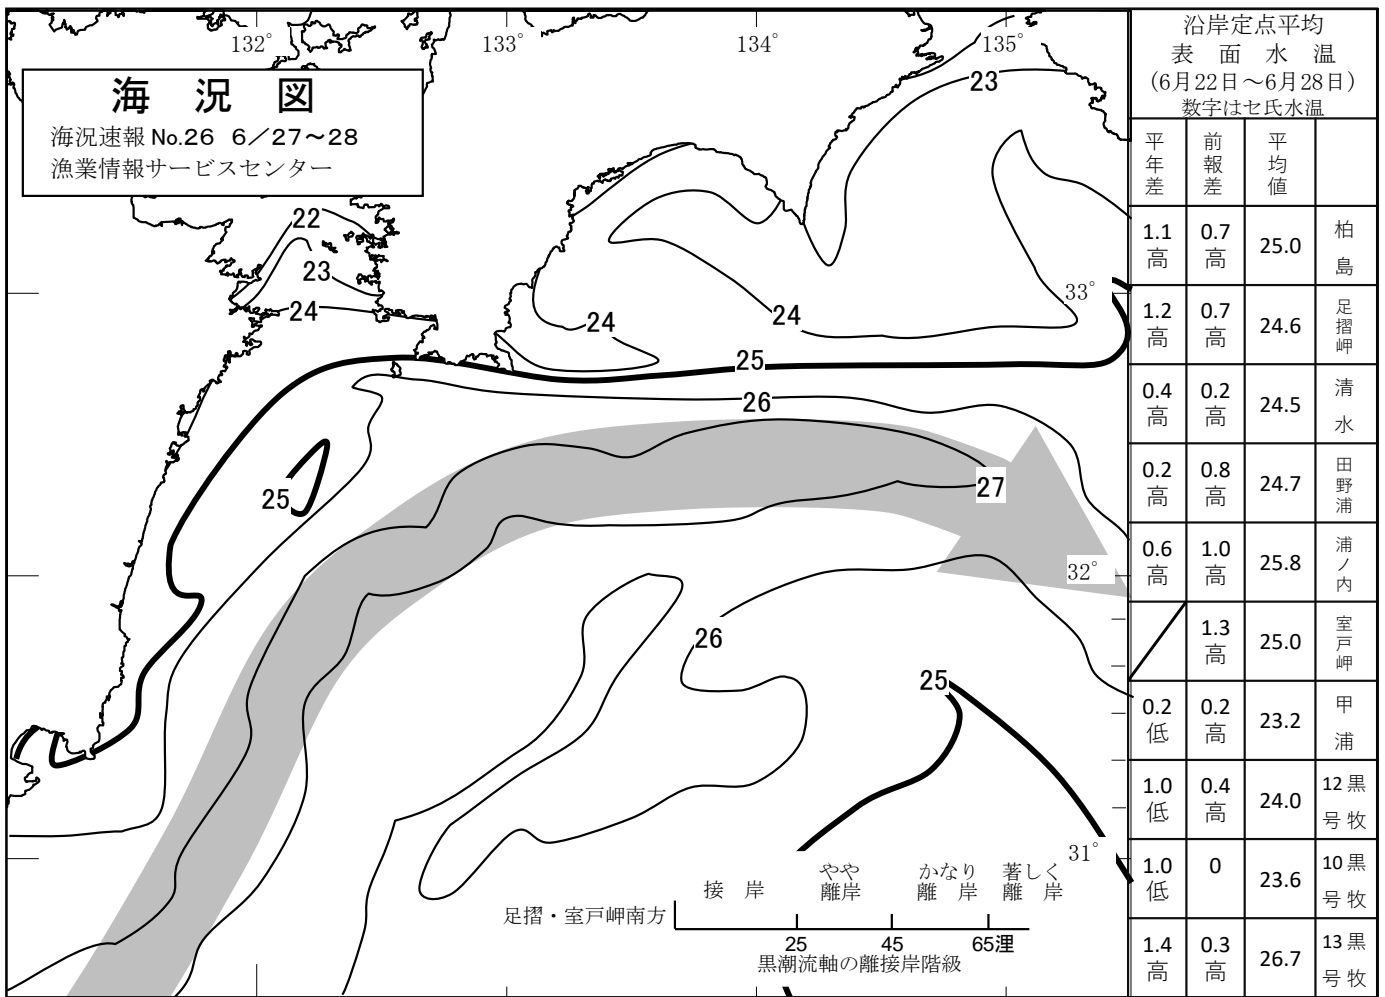 132°
133°
134°
135°
海 況 図
海況速報 No.26 6／27～28
漁業情報サービスセンター
23
22
23
24
33°
24
24
25
26
25
27
32°
26
25
31°
接 岸
やや
離岸
かなり
離 岸
著しく
離 岸
足摺・室戸岬南方
25
45
65浬
黒潮流軸の離接岸階級
沿岸定点平均
表 面 水 温
(6月22日～6月28日)
数字はセ氏水温
平年差 前報差 平均値
1.1高 0.7高 25.0 柏島
1.2高 0.7高 24.6 足摺岬
0.4高 0.2高 24.5 清水
0.2高 0.8高 24.7 田野浦
0.6高 1.0高 25.8 浦ノ内
1.3高 25.0 室戸岬
0.2低 0.2高 23.2 甲浦
1.0低 0.4高 24.0 黒牧12号
1.0低 0 23.6 黒牧10号
1.4高 0.3高 26.7 黒牧13号